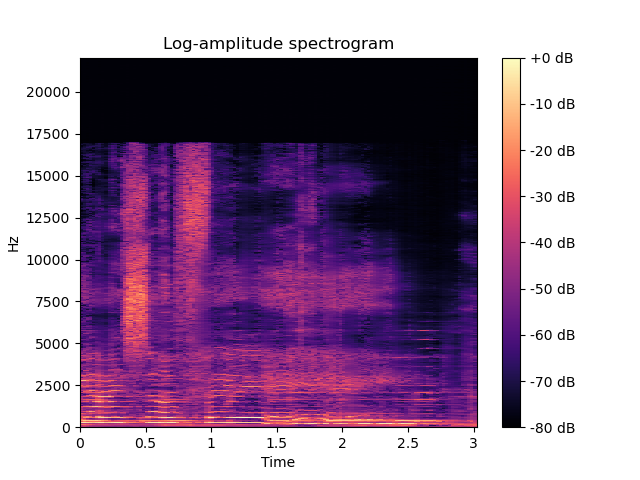 Log-amplitude spectrogram
Hz
20000
17500
15000
12500
10000
7500
5000
2500
0
0 0.5 1 1.5 2 2.5 3
Time
+0 dB
-10 dB
-20 dB
-30 dB
-40 dB
-50 dB
-60 dB
-70 dB
-80 dB